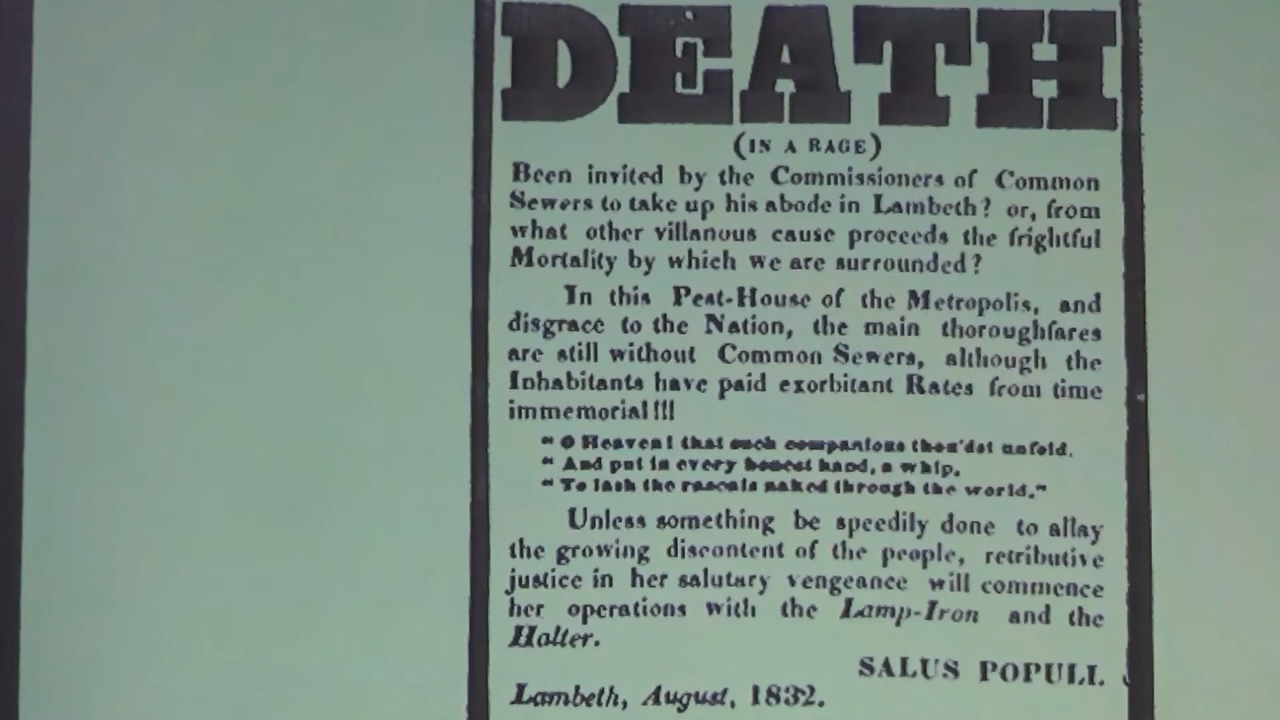 DEATH
(IN A RAGE)
Been invited by the Commissioners of Common
Sewers to take up his abode in Lambeth? or, from
what other villanous cause proceeds the frightful
Mortality by which we are surrounded?
In this Pest-House of the Metropolis, and
disgrace to the Nation, the main thoroughfares
are still without Common Sewers, although the
Inhabitants have paid exorbitant Rates from time
immemorial!!!
" O Heaven! that such companions thou'dst unfold,
" And put in every honest hand, a whip,
" To lash the rascals naked through the world."
Unless something be speedily done to allay
the growing discontent of the people, retributive
justice in her salutary vengeance will commence
her operations with the Lamp-Iron and the
Halter.
SALUS POPULI.
Lambeth, August, 1832.